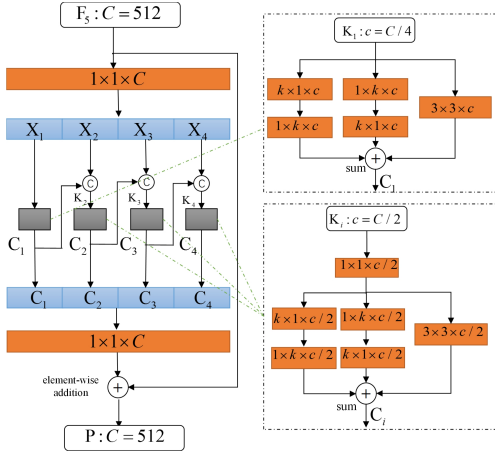 F₅ : C = 512
1×1×C
X₁ X₂ X₃ X₄
C C C
K₂ K₃ K₄
C₁ C₂ C₃ C₄
C₁ C₂ C₃ C₄
1×1×C
element-wise
addition
+
P : C = 512
K₁ : c = C / 4
k×1×c 1×k×c
3×3×c
1×k×c k×1×c
sum +
C₁
Kᵢ : c = C / 2
1×1×c / 2
k×1×c / 2 1×k×c / 2
3×3×c / 2
1×k×c / 2 k×1×c / 2
sum +
Cᵢ